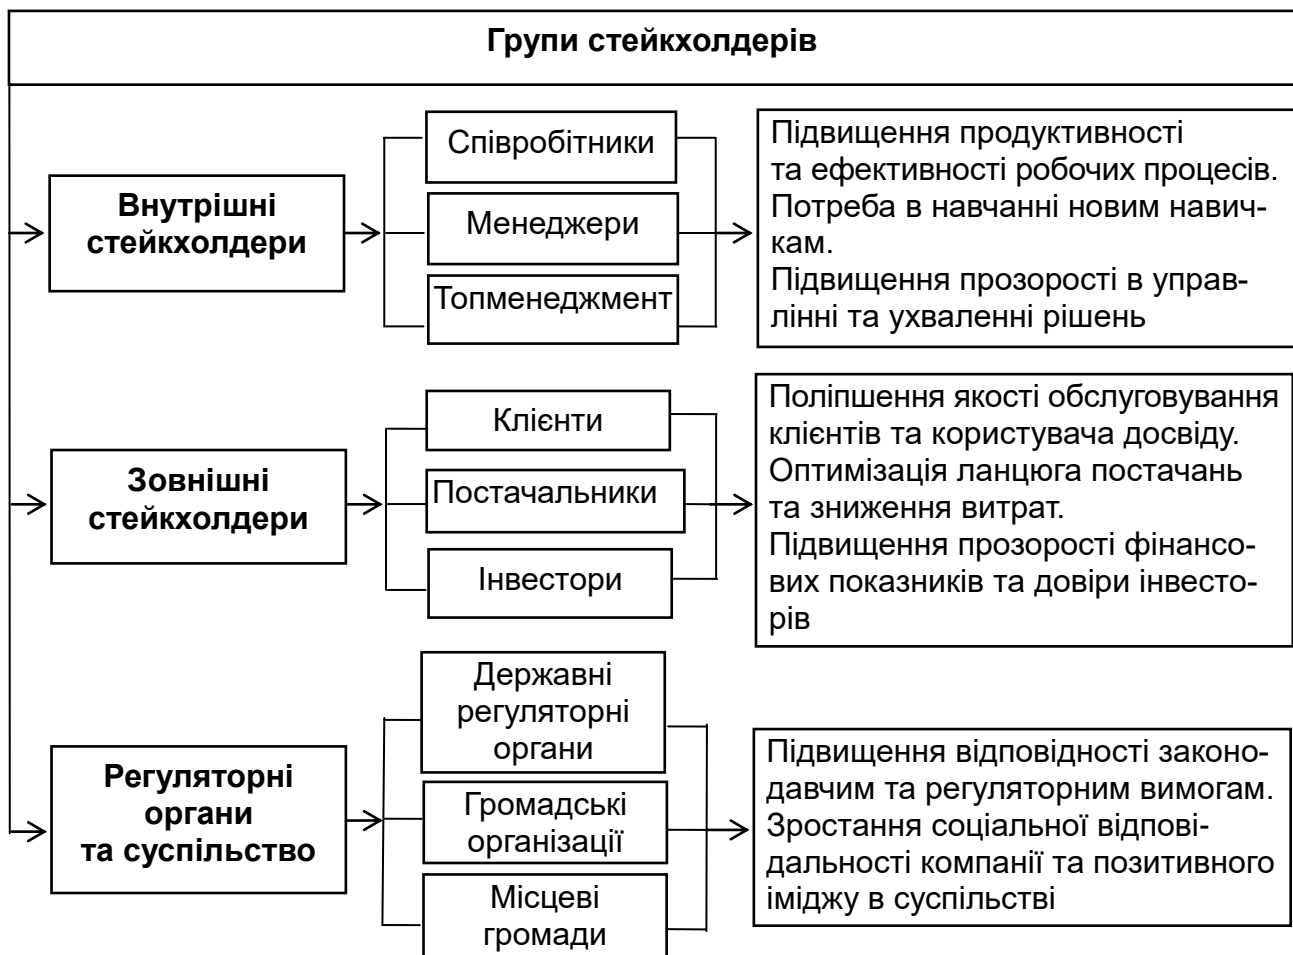 Групи стейкхолдерів
Внутрішні
стейкхолдери
Співробітники
Менеджери
Топменеджмент
Підвищення продуктивності
та ефективності робочих процесів.
Потреба в навчанні новим навич-
кам.
Підвищення прозорості в управ-
лінні та ухваленні рішень
Зовнішні
стейкхолдери
Клієнти
Постачальники
Інвестори
Поліпшення якості обслуговування
клієнтів та користувача досвіду.
Оптимізація ланцюга постачань
та зниження витрат.
Підвищення прозорості фінансо-
вих показників та довіри інвесто-
рів
Регуляторні
органи
та суспільство
Державні
регуляторні
органи
Громадські
організації
Місцеві
громади
Підвищення відповідності законо-
давчим та регуляторним вимогам.
Зростання соціальної відпові-
дальності компанії та позитивного
іміджу в суспільстві